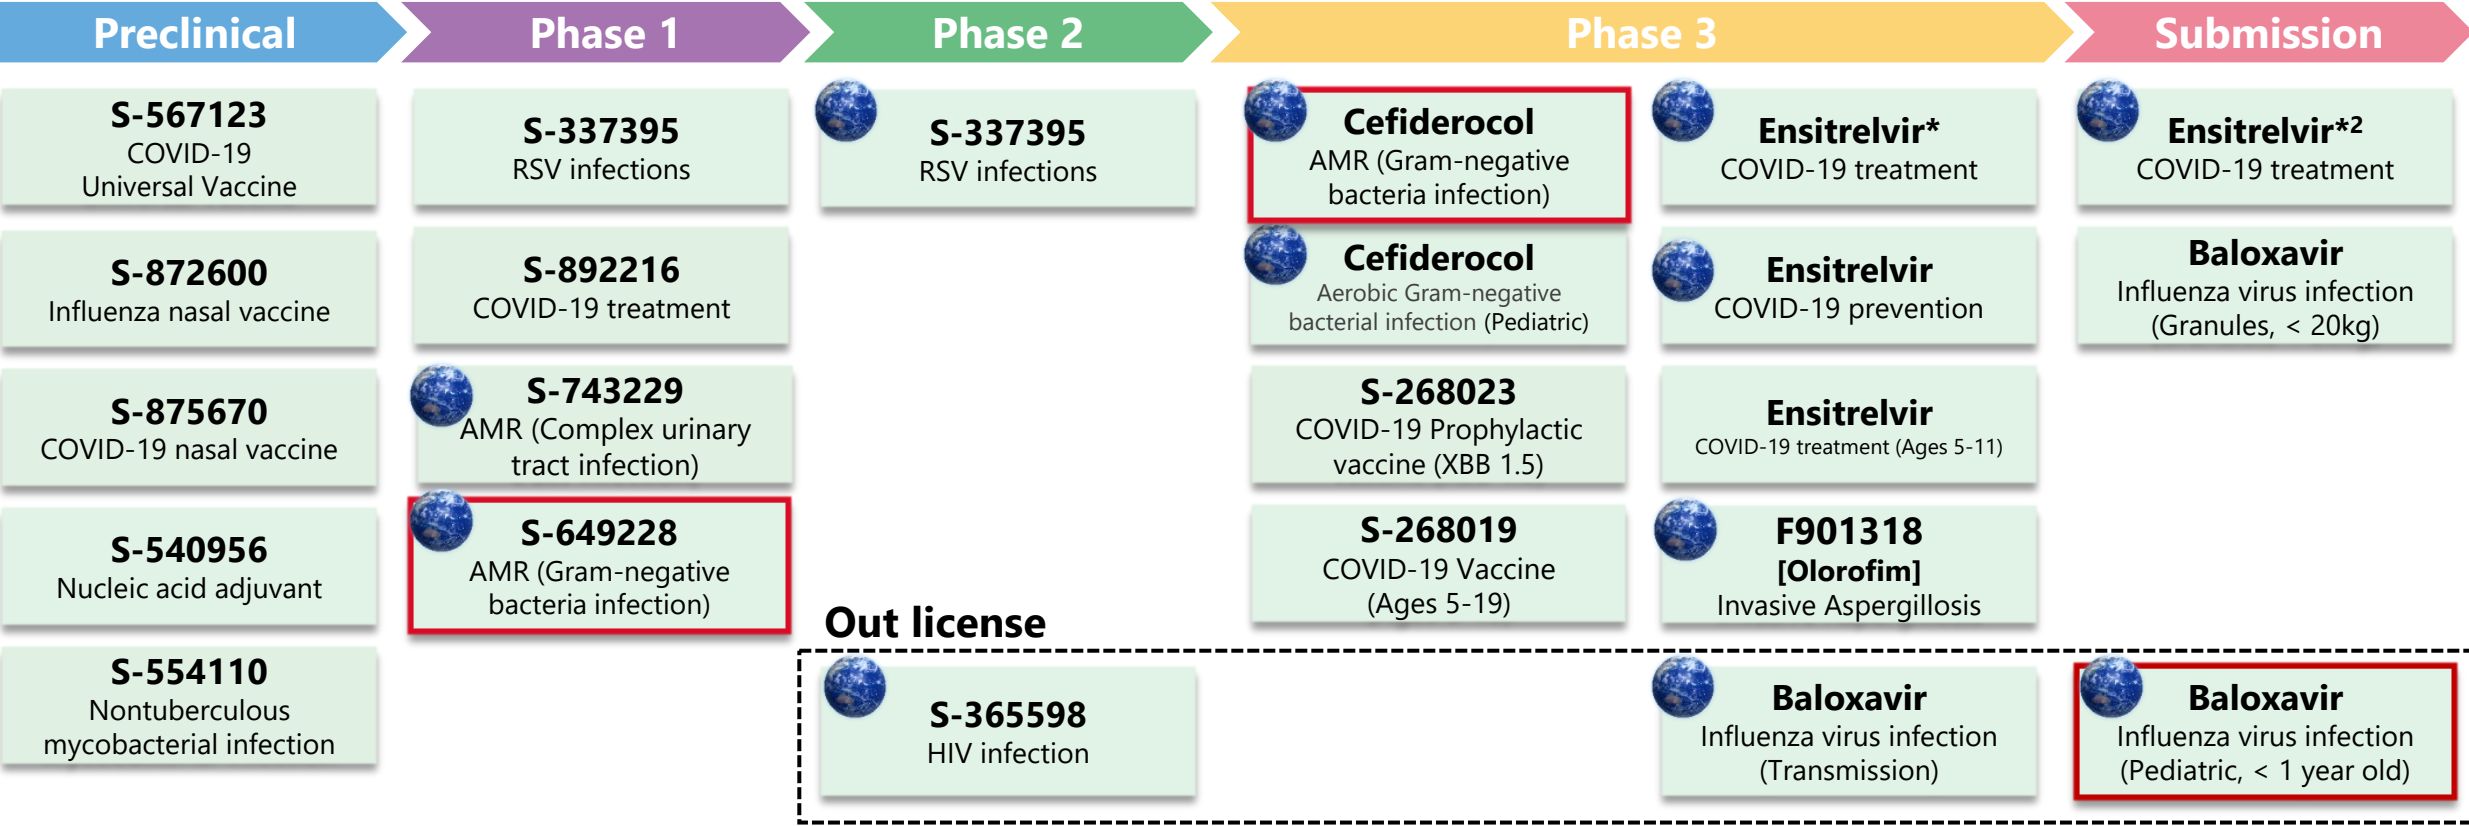 Preclinical
Phase 1
Phase 2
Phase 3
Submission
S-567123
COVID-19
Universal Vaccine
S-872600
Influenza nasal vaccine
S-875670
COVID-19 nasal vaccine
S-540956
Nucleic acid adjuvant
S-554110
Nontuberculous
mycobacterial infection
S-337395
RSV infections
S-892216
COVID-19 treatment
S-743229
AMR (Complex urinary
tract infection)
S-649228
AMR (Gram-negative
bacteria infection)
S-337395
RSV infections
Cefiderocol
AMR (Gram-negative
bacteria infection)
Cefiderocol
Aerobic Gram-negative
bacterial infection (Pediatric)
S-268023
COVID-19 Prophylactic
vaccine (XBB 1.5)
S-268019
COVID-19 Vaccine
(Ages 5-19)
Ensitrelvir*
COVID-19 treatment
Ensitrelvir
COVID-19 prevention
Ensitrelvir
COVID-19 treatment (Ages 5-11)
F901318
[Olorofim]
Invasive Aspergillosis
Ensitrelvir*2
COVID-19 treatment
Baloxavir
Influenza virus infection
(Granules, < 20kg)
Out license
S-365598
HIV infection
Baloxavir
Influenza virus infection
(Transmission)
Baloxavir
Influenza virus infection
(Pediatric, < 1 year old)